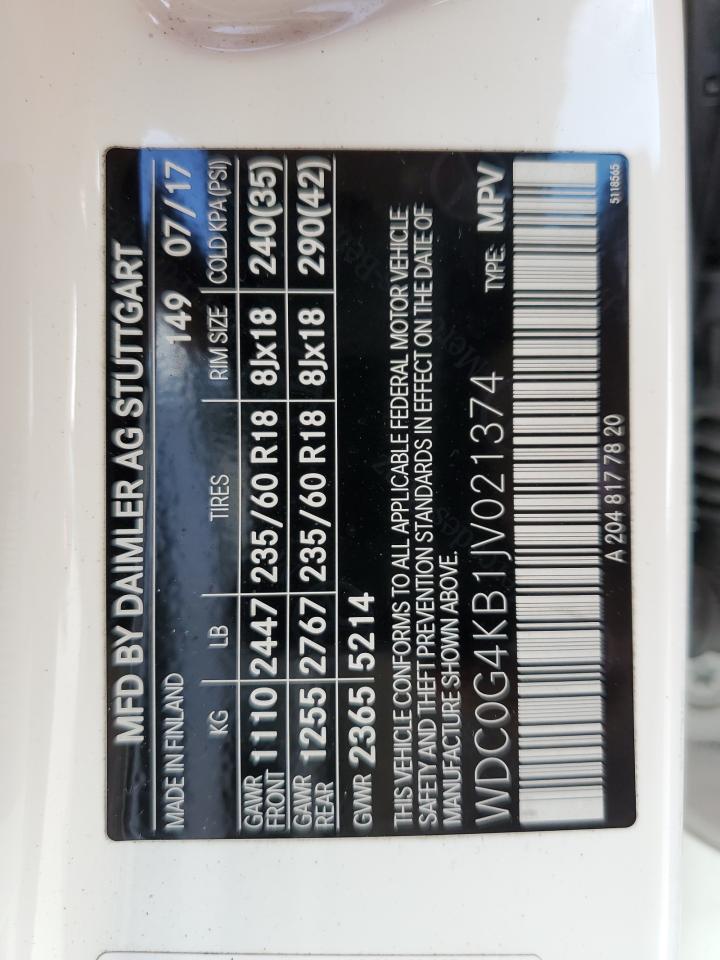 MFD BY DAIMLER AG STUTTGART
MADE IN FINLAND 149 07/17
KG LB TIRES RIM SIZE COLD KPA(PSI)
GAWR FRONT 1110 2447 235/60 R18 8Jx18 240(35)
GAWR REAR 1255 2767 235/60 R18 8Jx18 290(42)
GVWR 2365 5214
THIS VEHICLE CONFORMS TO ALL APPLICABLE FEDERAL MOTOR VEHICLE
SAFETY AND THEFT PREVENTION STANDARDS IN EFFECT ON THE DATE OF
MANUFACTURE SHOWN ABOVE.
WDC0G4KB1JV021374 TYPE: MPV
A 204 817 78 20 5118565